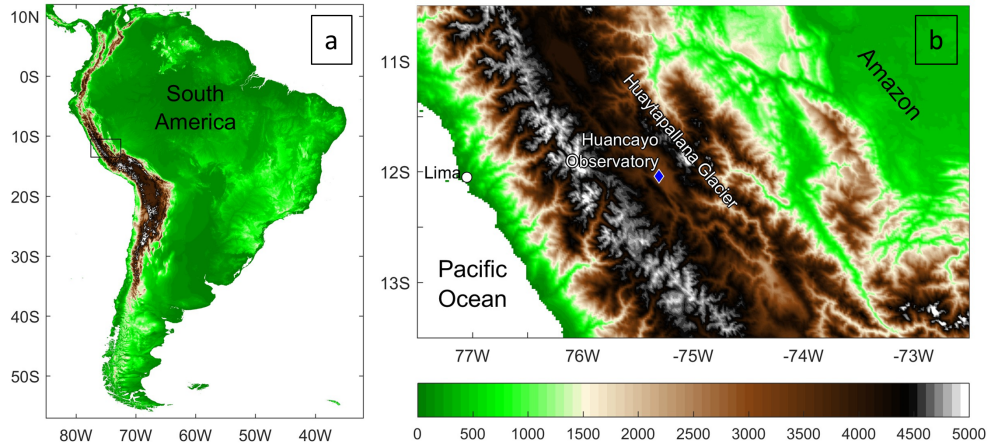 a
10N
0S
10S
20S
30S
40S
50S
80W
70W
60W
50W
40W
South
America
b
11S
12S
13S
77W
76W
-75W
-74W
-73W
Huaytapallana Glacier
Amazon
Huancayo
Observatory
Lima
Pacific
Ocean
0
500
1000
1500
2000
2500
3000
3500
4000
4500
5000